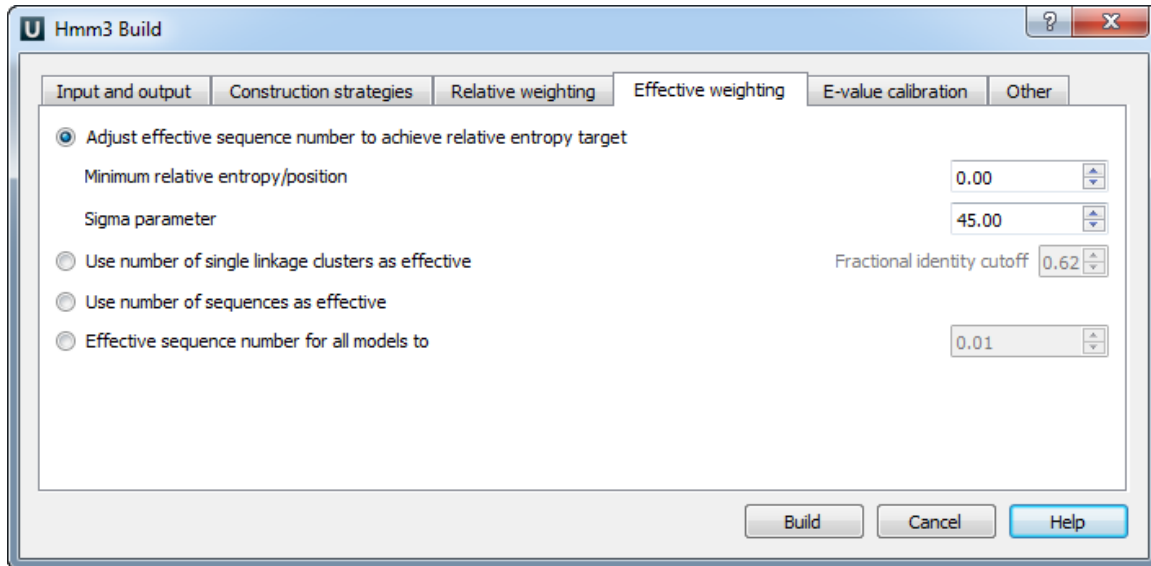 U Hmm3 Build ? X
Input and output Construction strategies Relative weighting Effective weighting E-value calibration Other
Adjust effective sequence number to achieve relative entropy target
Minimum relative entropy/position 0.00
Sigma parameter 45.00
Use number of single linkage clusters as effective Fractional identity cutoff 0.62
Use number of sequences as effective
Effective sequence number for all models to 0.01
Build Cancel Help